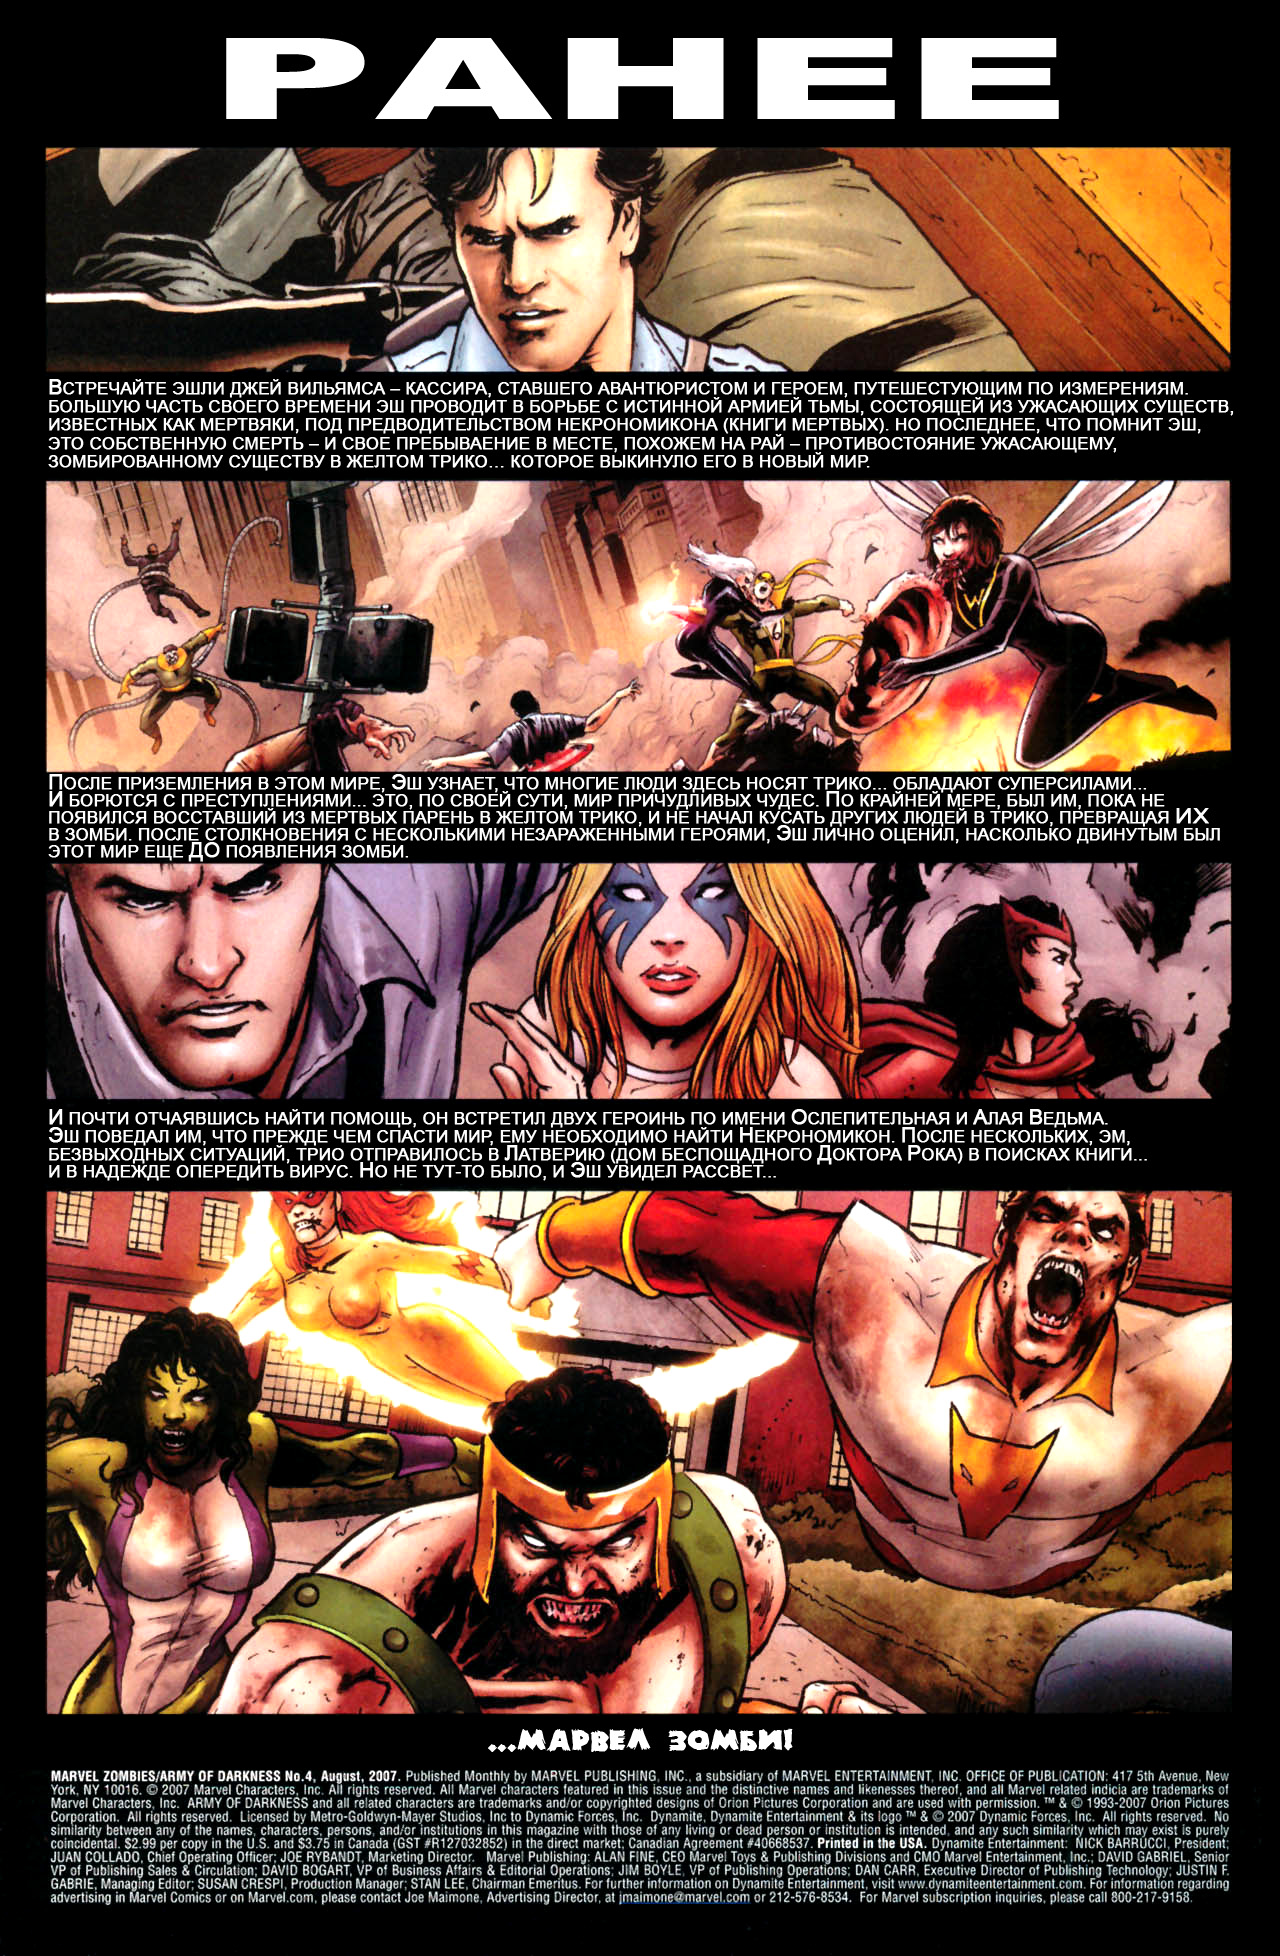 РАНЕЕ
ВСТРЕЧАЙТЕ ЭШЛИ ДЖЕЙ ВИЛЬЯМСА – КАССИРА, СТАВШЕГО АВАНТЮРИСТОМ И ГЕРОЕМ, ПУТЕШЕСТУЮЩИМ ПО ИЗМЕРЕНИЯМ.
БОЛЬШУЮ ЧАСТЬ СВОЕГО ВРЕМЕНИ ЭШ ПРОВОДИТ В БОРЬБЕ С ИСТИННОЙ АРМИЕЙ ТЬМЫ, СОСТОЯЩЕЙ ИЗ УЖАСАЮЩИХ СУЩЕСТВ,
ИЗВЕСТНЫХ КАК МЕРТВЯКИ, ПОД ПРЕДВОДИТЕЛЬСТВОМ НЕКРОНОМИКОНА (КНИГИ МЕРТВЫХ). НО ПОСЛЕДНЕЕ, ЧТО ПОМНИТ ЭШ,
ЭТО СОБСТВЕННУЮ СМЕРТЬ – И СВОЕ ПРЕБЫВАЕНИЕ В МЕСТЕ, ПОХОЖЕМ НА РАЙ – ПРОТИВОСТОЯНИЕ УЖАСАЮЩЕМУ,
ЗОМБИРОВАННОМУ СУЩЕСТВУ В ЖЕЛТОМ ТРИКО... КОТОРОЕ ВЫКИНУЛО ЕГО В НОВЫЙ МИР.
W
ПОСЛЕ ПРИЗЕМЛЕНИЯ В ЭТОМ МИРЕ, ЭШ УЗНАЕТ, ЧТО МНОГИЕ ЛЮДИ ЗДЕСЬ НОСЯТ ТРИКО... ОБЛАДАЮТ СУПЕРСИЛАМИ...
И БОРЮТСЯ С ПРЕСТУПЛЕНИЯМИ... ЭТО, ПО СВОЕЙ СУТИ, МИР ПРИЧУДЛИВЫХ ЧУДЕС. ПО КРАЙНЕЙ МЕРЕ, БЫЛ ИМ, ПОКА НЕ
ПОЯВИЛСЯ ВОССТАВШИЙ ИЗ МЕРТВЫХ ПАРЕНЬ В ЖЕЛТОМ ТРИКО, И НЕ НАЧАЛ КУСАТЬ ДРУГИХ ЛЮДЕЙ В ТРИКО, ПРЕВРАЩАЯ ИХ
В ЗОМБИ. ПОСЛЕ СТОЛКНОВЕНИЯ С НЕСКОЛЬКИМИ НЕЗАРАЖЕННЫМИ ГЕРОЯМИ, ЭШ ЛИЧНО ОЦЕНИЛ, НАСКОЛЬКО ДВИНУТЫМ БЫЛ
ЭТОТ МИР ЕЩЕ ДО ПОЯВЛЕНИЯ ЗОМБИ.
И ПОЧТИ ОТЧАЯВШИСЬ НАЙТИ ПОМОЩЬ, ОН ВСТРЕТИЛ ДВУХ ГЕРОИНЬ ПО ИМЕНИ ОСЛЕПИТЕЛЬНАЯ И АЛАЯ ВЕДЬМА.
ЭШ ПОВЕДАЛ ИМ, ЧТО ПРЕЖДЕ ЧЕМ СПАСТИ МИР, ЕМУ НЕОБХОДИМО НАЙТИ НЕКРОНОМИКОН. ПОСЛЕ НЕСКОЛЬКИХ, ЭМ,
БЕЗВЫХОДНЫХ СИТУАЦИЙ, ТРИО ОТПРАВИЛОСЬ В ЛАТВЕРИЮ (ДОМ БЕСПОЩАДНОГО ДОКТОРА РОКА) В ПОИСКАХ КНИГИ...
И В НАДЕЖДЕ ОПЕРЕДИТЬ ВИРУС. НО НЕ ТУТ-ТО БЫЛО, И ЭШ УВИДЕЛ РАССВЕТ...
...МАРВЕЛ ЗОМБИ!
MARVEL ZOMBIES/ARMY OF DARKNESS No.4, August, 2007. Published Monthly by MARVEL PUBLISHING, INC., a subsidiary of MARVEL ENTERTAINMENT, INC. OFFICE OF PUBLICATION: 417 5th Avenue, New
York, NY 10016. © 2007 Marvel Characters, Inc. All rights reserved. All Marvel characters featured in this issue and the distinctive names and likenesses thereof, and all Marvel related indicia are trademarks of
Marvel Characters, Inc. ARMY OF DARKNESS and all related characters are trademarks and/or copyrighted designs of Orion Pictures Corporation and are used with permission. ™ & © 1993-2007 Orion Pictures
Corporation. All rights reserved. Licensed by Metro-Goldwyn-Mayer Studios, Inc to Dynamic Forces, Inc. Dynamite, Dynamite Entertainment & its logo ™ & © 2007 Dynamic Forces, Inc. All rights reserved. No
similarity between any of the names, characters, persons, and/or institutions in this magazine with those of any living or dead person or institution is intended, and any such similarity which may exist is purely
coincidental. $2.99 per copy in the U.S. and $3.75 in Canada (GST #R127032852) in the direct market; Canadian Agreement #40668537. Printed in the USA. Dynamite Entertainment: NICK BARRUCCI, President;
JUAN COLLADO, Chief Operating Officer; JOE RYBANDT, Marketing Director. Marvel Publishing: ALAN FINE, CEO Marvel Toys & Publishing Divisions and CMO Marvel Entertainment, Inc.; DAVID GABRIEL, Senior
VP of Publishing Sales & Circulation; DAVID BOGART, VP of Business Affairs & Editorial Operations; JIM BOYLE, VP of Publishing Operations; DAN CARR, Executive Director of Publishing Technology; JUSTIN F.
GABRIE, Managing Editor; SUSAN CRESPI, Production Manager; STAN LEE, Chairman Emeritus. For further information on Dynamite Entertainment, visit www.dynamiteentertainment.com. For information regarding
advertising in Marvel Comics or on Marvel.com, please contact Joe Maimone, Advertising Director, at jmaimone@marvel.com or 212-576-8534. For Marvel subscription inquiries, please call 800-217-9158.